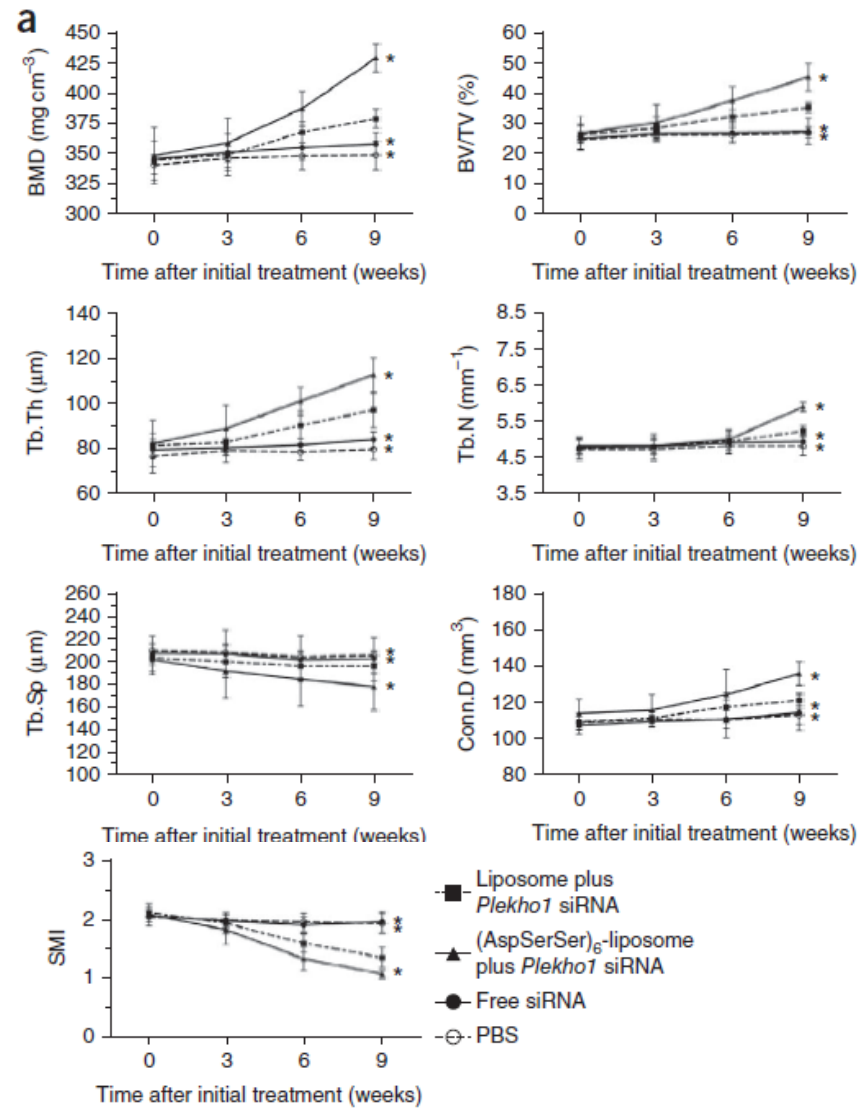 a
BMD (mg cm⁻³)
450
425
400
375
350
325
300
*
*
*
0 3 6 9
Time after initial treatment (weeks)
BV/TV (%)
60
50
40
30
20
10
0
*
*
*
0 3 6 9
Time after initial treatment (weeks)
Tb.Th (μm)
140
120
100
80
60
*
*
*
0 3 6 9
Time after initial treatment (weeks)
Tb.N (mm⁻¹)
8.5
7.5
6.5
5.5
4.5
3.5
*
*
*
0 3 6 9
Time after initial treatment (weeks)
Tb.Sp (μm)
260
240
220
200
180
160
140
120
100
*
*
*
0 3 6 9
Time after initial treatment (weeks)
Conn.D (mm³)
180
160
140
120
100
80
*
*
*
0 3 6 9
Time after initial treatment (weeks)
SMI
3
2
1
0
*
*
*
0 3 6 9
Time after initial treatment (weeks)
Liposome plus
Plekho1 siRNA
(AspSerSer)₆-liposome
plus Plekho1 siRNA
Free siRNA
PBS